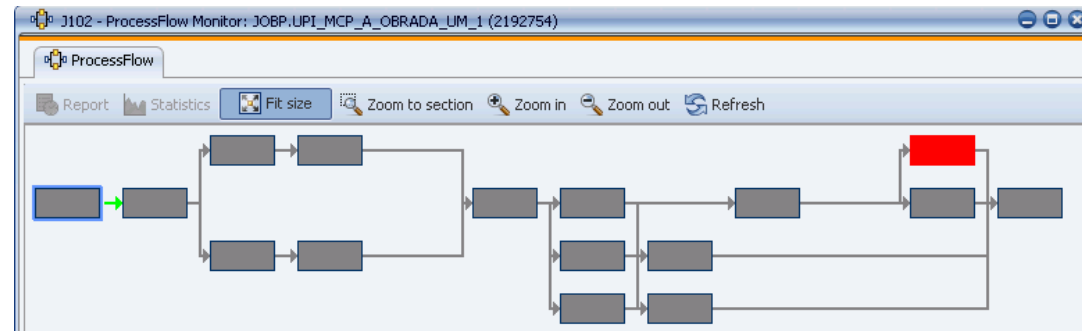 J102 - ProcessFlow Monitor: JOBP.UPI_MCP_A_OBRADA_UM_1 (2192754)
ProcessFlow
Report Statistics Fit size Zoom to section Zoom in Zoom out Refresh